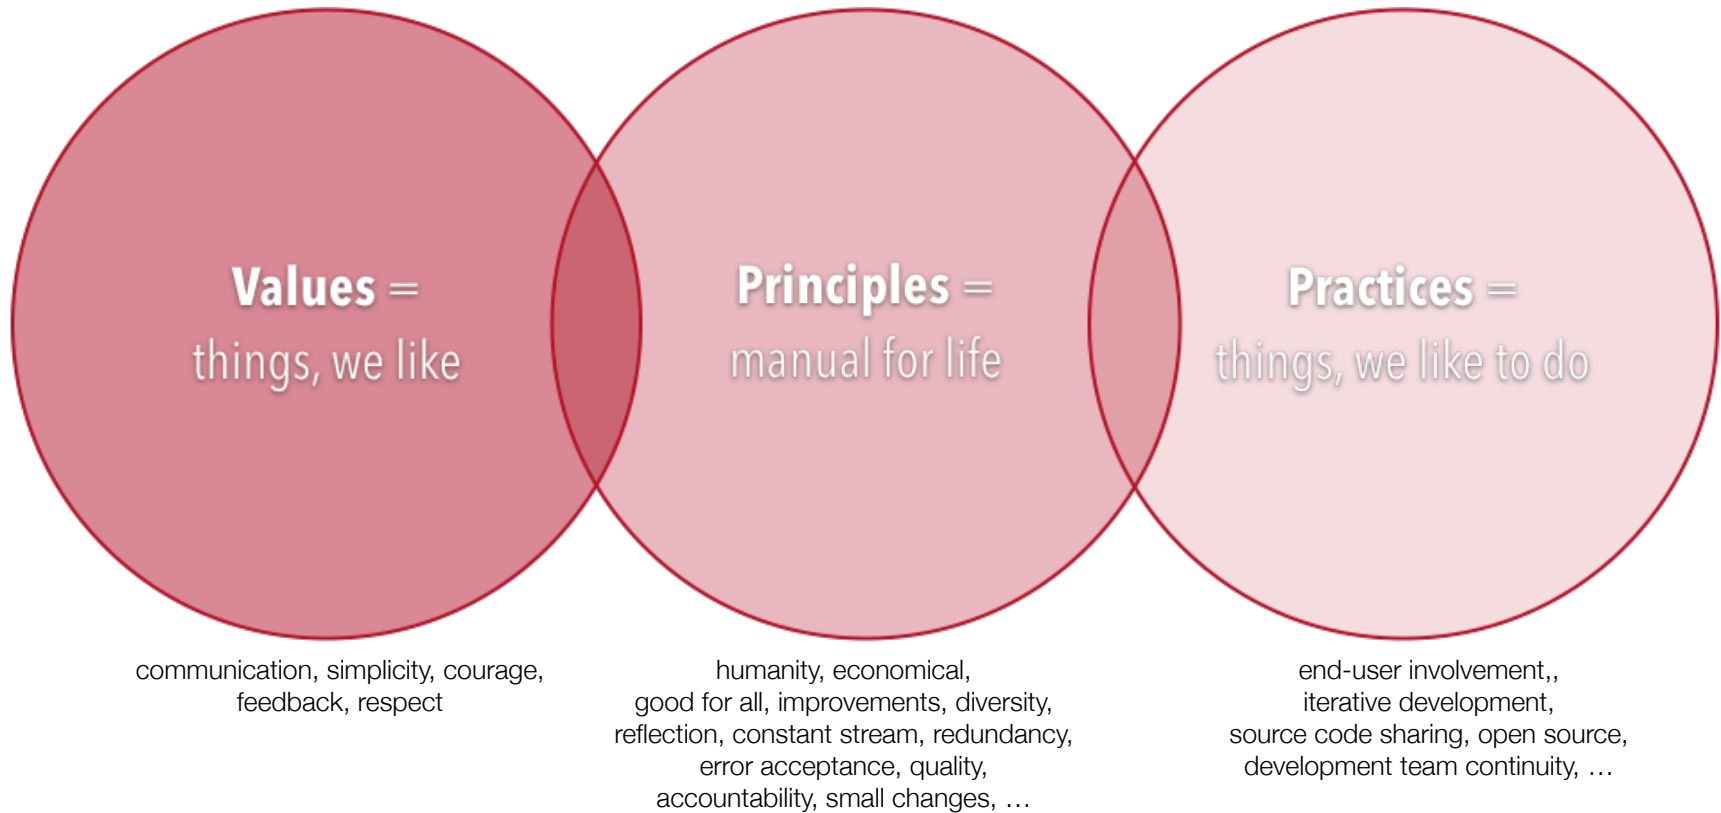 Values =
things, we like
Principles =
manual for life
Practices =
things, we like to do
communication, simplicity, courage,
feedback, respect
humanity, economical,
good for all, improvements, diversity,
reflection, constant stream, redundancy,
error acceptance, quality,
accountability, small changes, …
end-user involvement,,
iterative development,
source code sharing, open source,
development team continuity, …